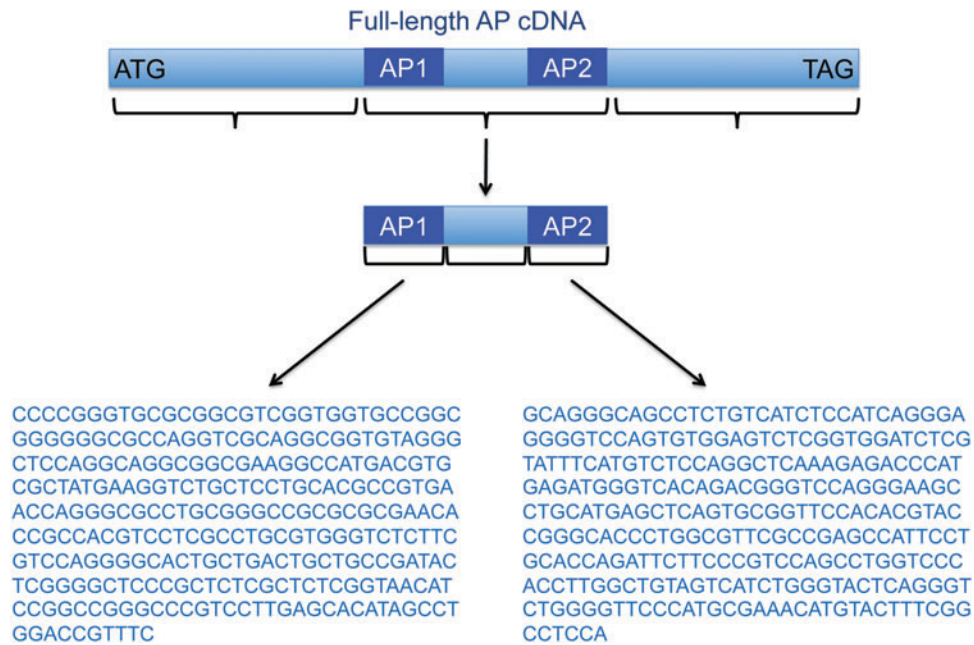 Full-length AP cDNA
ATG AP1 AP2 TAG
AP1 AP2
CCCCGGGTGCGCGGCGTCGGTGGTGCCGGC
GGGGGGCGCCAGGTCGCAGGCGGTGTAGGG
CTCCAGGCAGGCGGCGAAGGCCATGACGTG
CGCTATGAAGGTCTGCTCCTGCACGCCGTGA
ACCAGGGCGCCTGCGGGCCGCGCGCGAACA
CCGCCACGTCCTCGCCTGCGTGGGTCTCTTC
GTCCAGGGGCACTGCTGACTGCTGCCGATAC
TCGGGGCTCCCGCTCTCGCTCTCGGTAACAT
CCGGCCGGGCCCGTCCTTGAGCACATAGCCT
GGACCGTTTC
GCAGGGCAGCCTCTGTCATCTCCATCAGGGA
GGGGTCCAGTGTGGAGTCTCGGTGGATCTCG
TATTTCATGTCTCCAGGCTCAAAGAGACCCAT
GAGATGGGTCACAGACGGGTCCAGGGAAGC
CTGCATGAGCTCAGTGCGGTTCCACACGTAC
CGGGCACCCTGGCGTTCGCCGAGCCATTCCT
GCACCAGATTCTTCCCGTCCAGCCTGGTCCC
ACCTTGGCTGTAGTCATCTGGGTACTCAGGGT
CTGGGGTTCCCATGCGAAACATGTACTTTCGG
CCTCCA